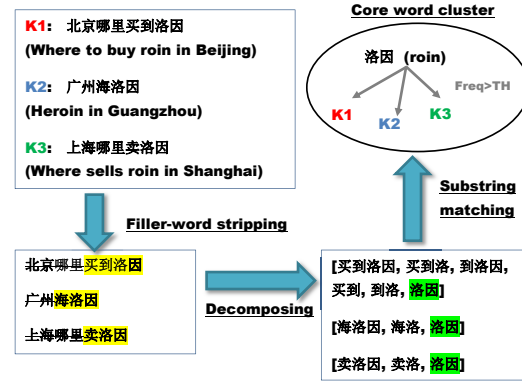 K1: 北京哪里买到洛因
(Where to buy roin in Beijing)
K2: 广州海洛因
(Heroin in Guangzhou)
K3: 上海哪里卖洛因
(Where sells roin in Shanghai)
Core word cluster
洛因 (roin)
Freq>TH
K1
K2
K3
Filler-word stripping
Substring
matching
北京哪里买到洛因
广州海洛因
上海哪里卖洛因
Decomposing
[买到洛因, 买到洛, 到洛因,
买到, 到洛, 洛因]
[海洛因, 海洛, 洛因]
[卖洛因, 卖洛, 洛因]